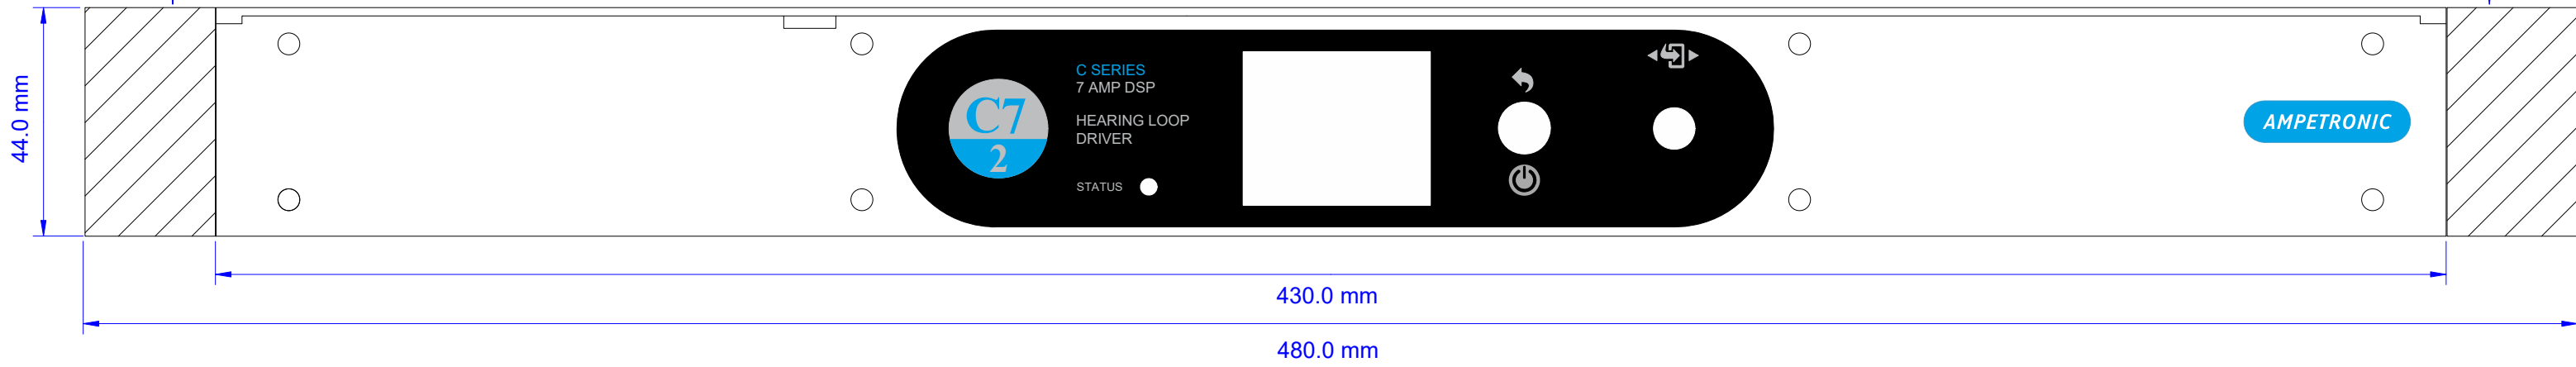 44.0 mm
C7
2
C SERIES
7 AMP DSP
HEARING LOOP
DRIVER
STATUS
AMPETRONIC
430.0 mm
480.0 mm